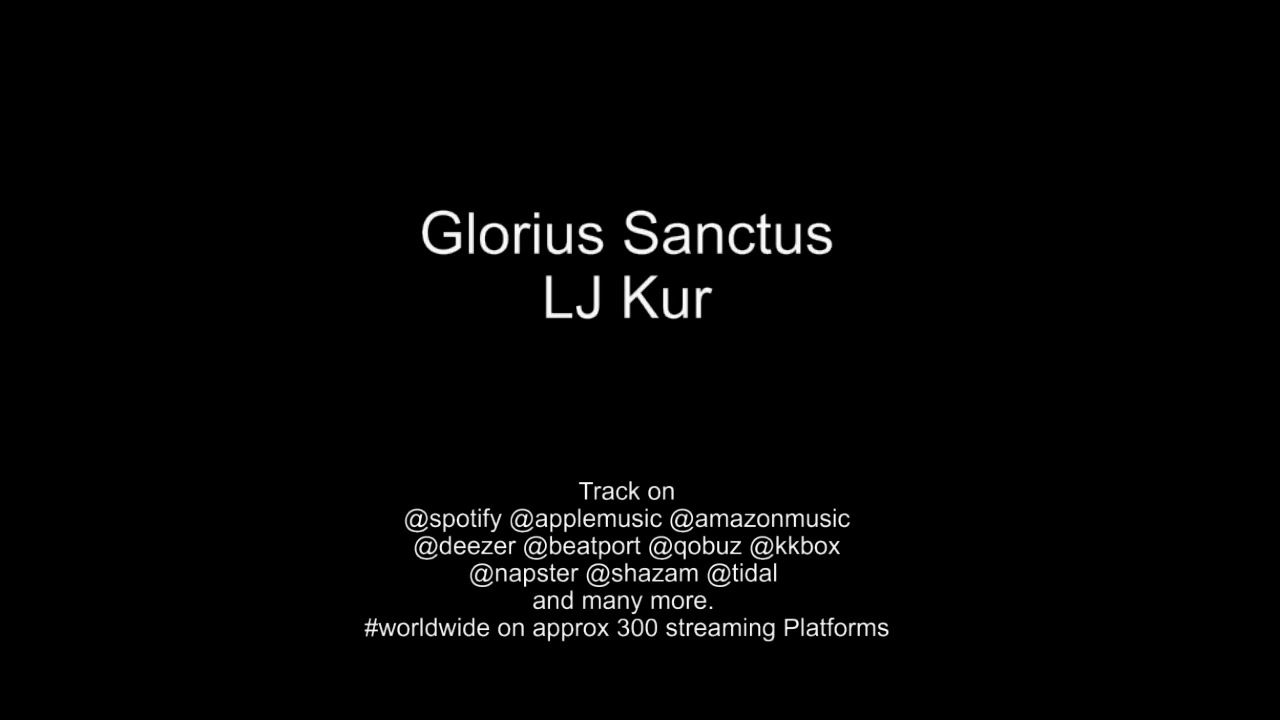 Glorius Sanctus
LJ Kur
Track on
@spotify @applemusic @amazonmusic
@deezer @beatport @qobuz @kkbox
@napster @shazam @tidal
and many more.
#worldwide on approx 300 streaming Platforms